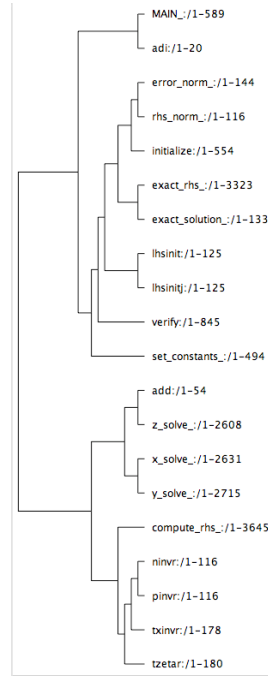 MAIN_:/1-589
adi:/1-20
error_norm_:/1-144
rhs_norm_:/1-116
initialize:/1-554
exact_rhs_:/1-3323
exact_solution_:/1-133
lhsinit:/1-125
lhsinitj:/1-125
verify:/1-845
set_constants_:/1-494
add:/1-54
z_solve_:/1-2608
x_solve_:/1-2631
y_solve_:/1-2715
compute_rhs_:/1-3645
ninvr:/1-116
pinvr:/1-116
txinvr:/1-178
tzetar:/1-180